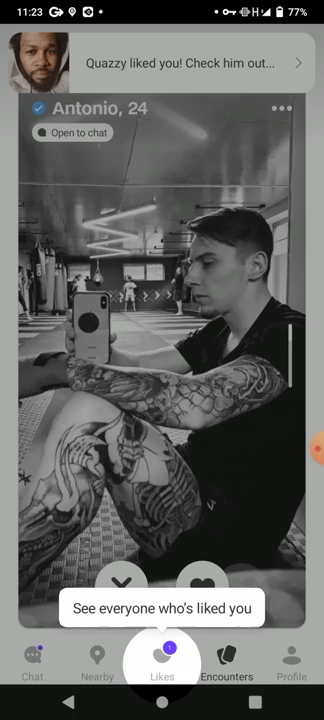 11:23
H
77%
Quazzy liked you! Check him out...
Antonio, 24
Open to chat
See everyone who's liked you
1
Chat
Nearby
Likes
Encounters
Profile